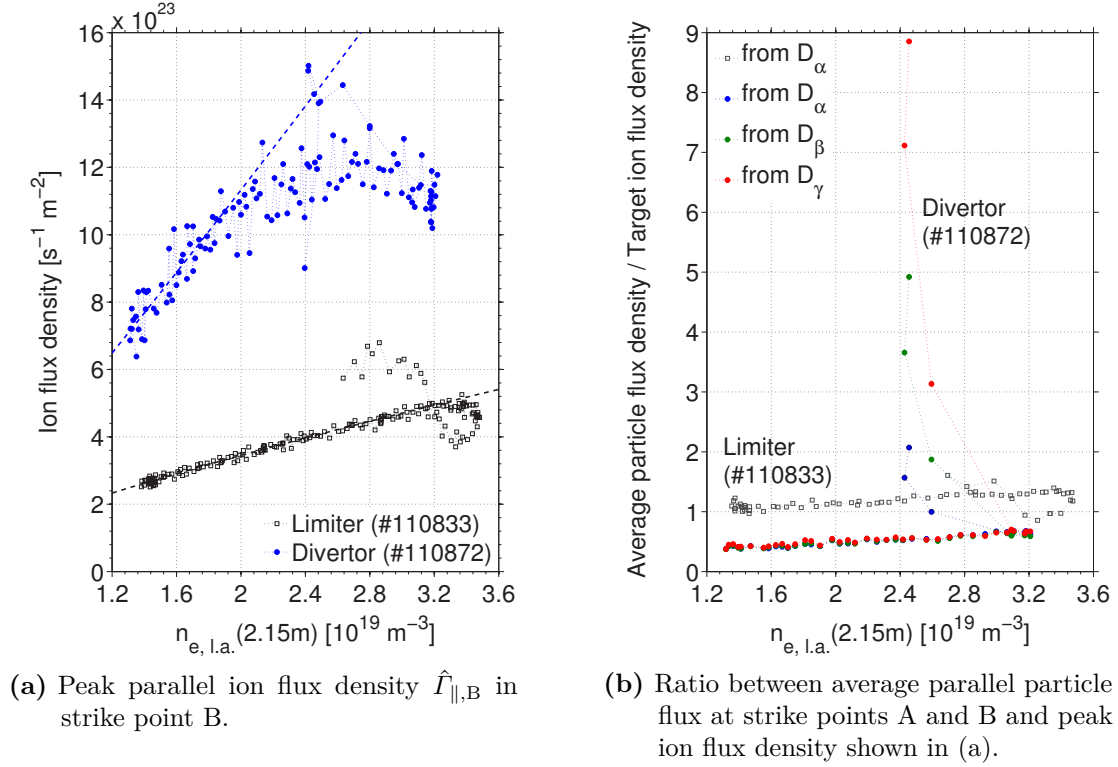 x 10^23
16
14
12
10
8
6
4
2
0
Ion flux density [s^−1 m^−2]
Limiter (#110833)
Divertor (#110872)
1.2 1.6 2 2.4 2.8 3.2 3.6
n_e, l.a.(2.15m) [10^19 m^−3]
(a) Peak parallel ion flux density Γ̂_∥,B in
strike point B.
9
8
7
6
5
4
3
2
1
0
Average particle flux density / Target ion flux density
from D_α
from D_α
from D_β
from D_γ
Divertor
(#110872)
Limiter
(#110833)
1.2 1.6 2 2.4 2.8 3.2 3.6
n_e, l.a.(2.15m) [10^19 m^−3]
(b) Ratio between average parallel particle
flux at strike points A and B and peak
ion flux density shown in (a).